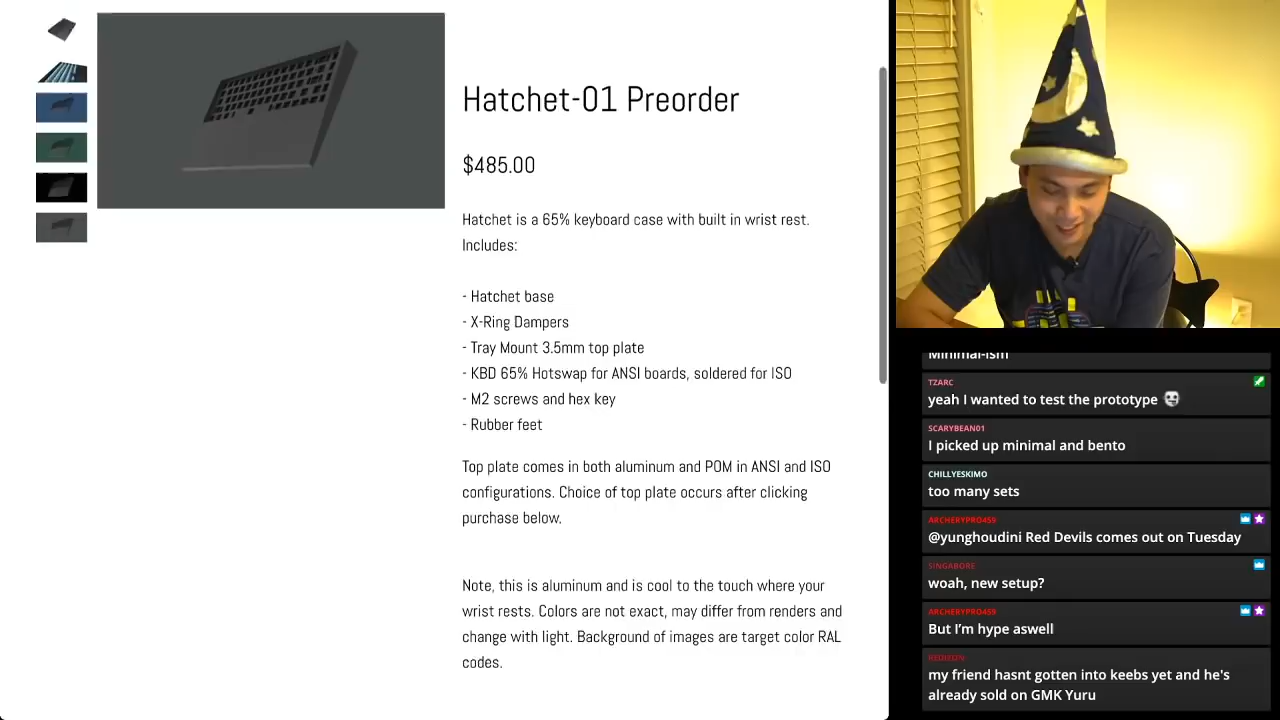 Hatchet-01 Preorder
$485.00
Hatchet is a 65% keyboard case with built in wrist rest.
Includes:
- Hatchet base
- X-Ring Dampers
- Tray Mount 3.5mm top plate
- KBD 65% Hotswap for ANSI boards, soldered for ISO
- M2 screws and hex key
- Rubber feet
Top plate comes in both aluminum and POM in ANSI and ISO
configurations. Choice of top plate occurs after clicking
purchase below.
Note, this is aluminum and is cool to the touch where your
wrist rests. Colors are not exact, may differ from renders and
change with light. Background of images are target color RAL
codes.
Minimal-ism
TZARC
yeah I wanted to test the prototype
SCARYBEAN01
I picked up minimal and bento
CHILLYESKIMO
too many sets
ARCHERYPRO459
@yunghoudini Red Devils comes out on Tuesday
SINGABORE
woah, new setup?
ARCHERYPRO459
But I'm hype aswell
my friend hasnt gotten into keebs yet and he's
already sold on GMK Yuru